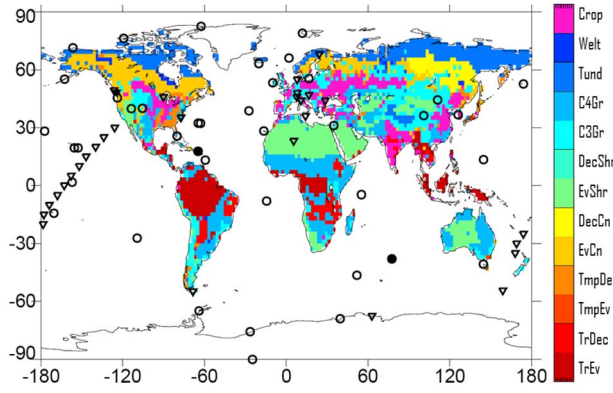 90
60
30
0
-30
-60
-90
-180 -120 -60 0 60 120 180
Crop
Welt
Tund
C4Gr
C3Gr
DecShr
EvShr
DecCn
EvCn
TmpDe
TmpEv
TrDec
TrEv